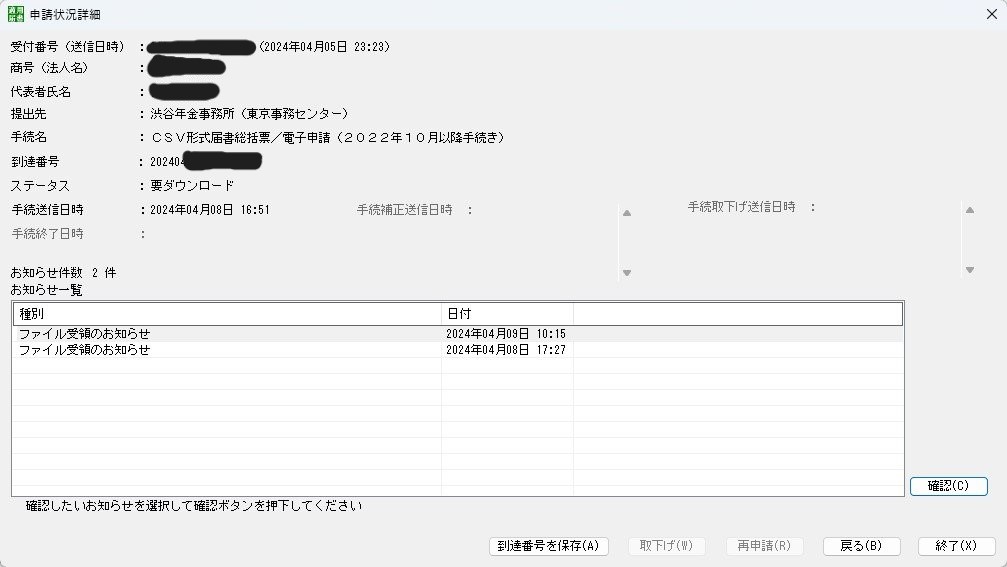 申請状況詳細
受付番号（送信日時） ： （2024年04月05日 23:23）
商号（法人名） ：
代表者氏名 ：
提出先 ： 渋谷年金事務所（東京事務センター）
手続名 ： ＣＳＶ形式届書総括票／電子申請（２０２２年１０月以降手続き）
到達番号 ： 202404
ステータス ： 要ダウンロード
手続送信日時 ： 2024年04月08日 16:51 手続補正送信日時 ： 手続取下げ送信日時 ：
手続終了日時 ：
お知らせ件数 2 件
お知らせ一覧
種別 日付
ファイル受領のお知らせ 2024年04月09日 10:15
ファイル受領のお知らせ 2024年04月08日 17:27
確認(C)
確認したいお知らせを選択して確認ボタンを押下してください
到達番号を保存(A) 取下げ(W) 再申請(R) 戻る(B) 終了(X)